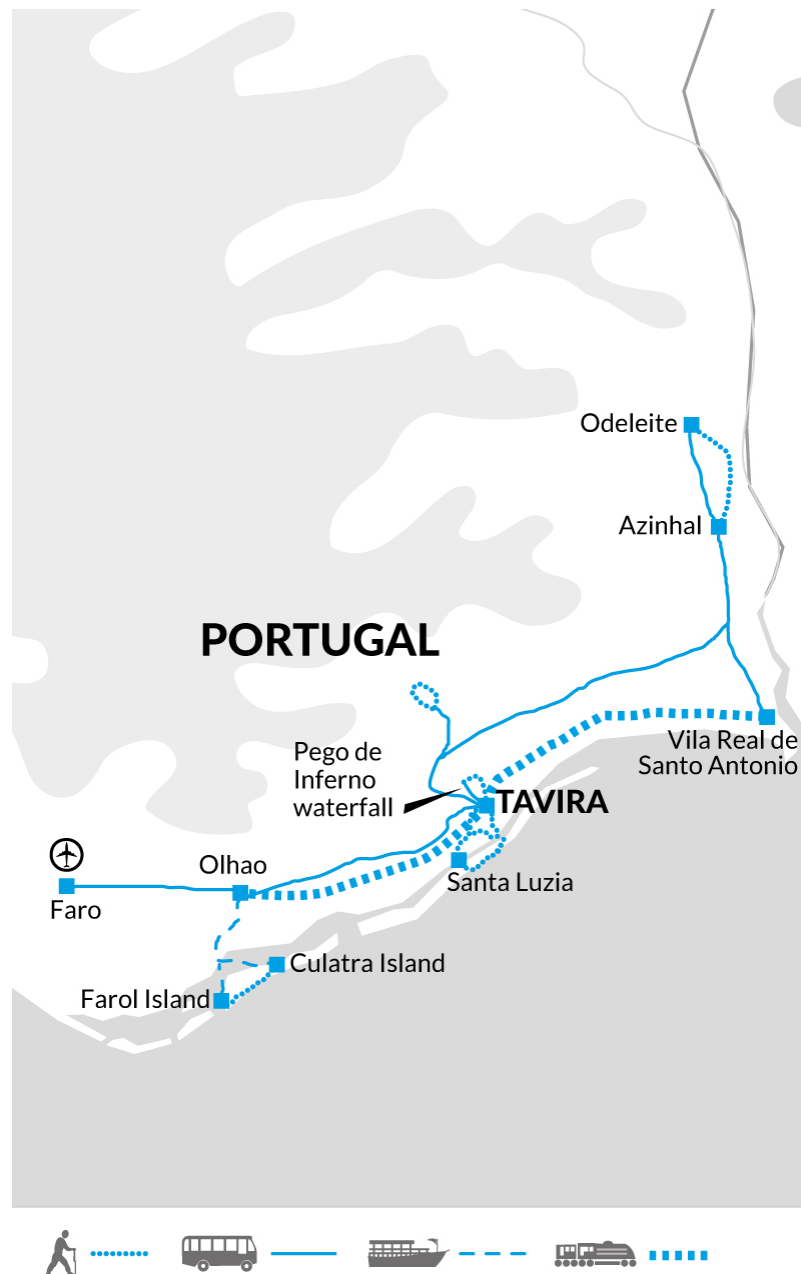 Odeleite
Azinhal
PORTUGAL
Vila Real de
Santo Antonio
Pego de
Inferno
waterfall
TAVIRA
Olhao
Santa Luzia
Faro
Culatra Island
Farol Island